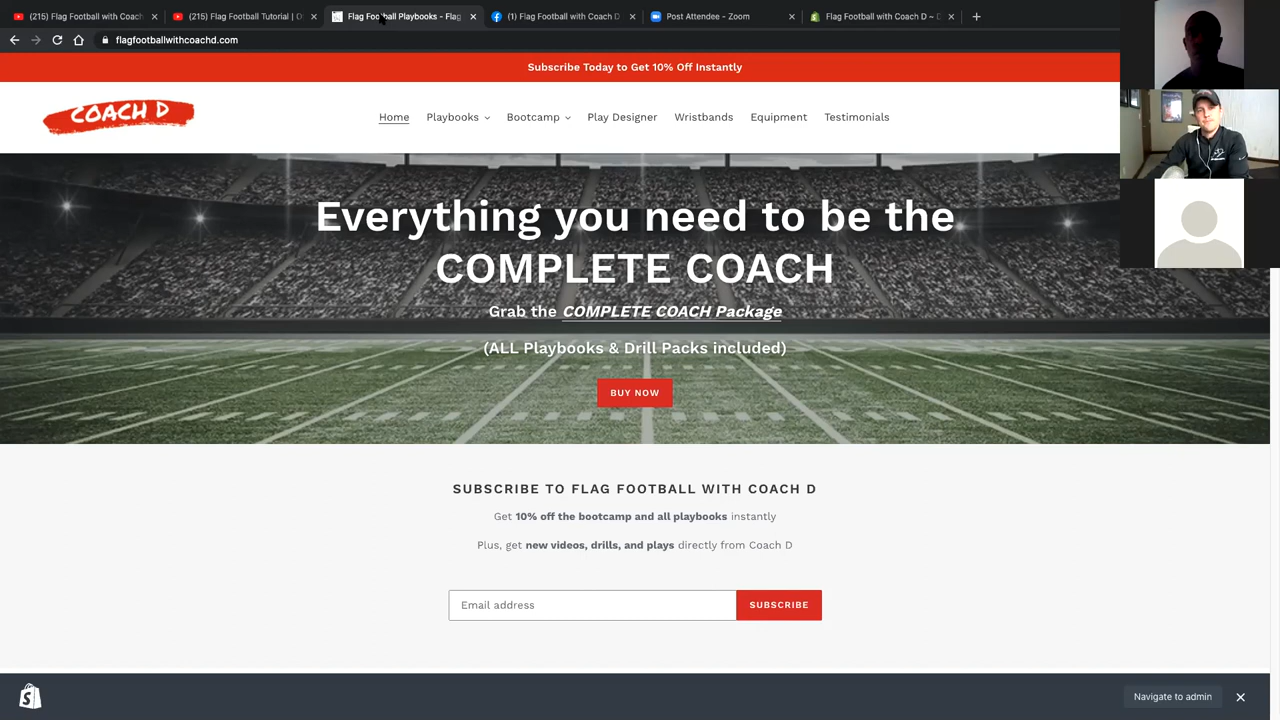 (215) Flag Football with Coach
(215) Flag Football Tutorial | O
Flag Football Playbooks - Flag
(1) Flag Football with Coach D
Post Attendee - Zoom
Flag Football with Coach D ~
flagfootballwithcoachd.com
Subscribe Today to Get 10% Off Instantly
COACH D
Home
Playbooks
Bootcamp
Play Designer
Wristbands
Equipment
Testimonials
Everything you need to be the
COMPLETE COACH
Grab the COMPLETE COACH Package
(ALL Playbooks & Drill Packs included)
BUY NOW
SUBSCRIBE TO FLAG FOOTBALL WITH COACH D
Get 10% off the bootcamp and all playbooks instantly
Plus, get new videos, drills, and plays directly from Coach D
Email address
SUBSCRIBE
Navigate to admin